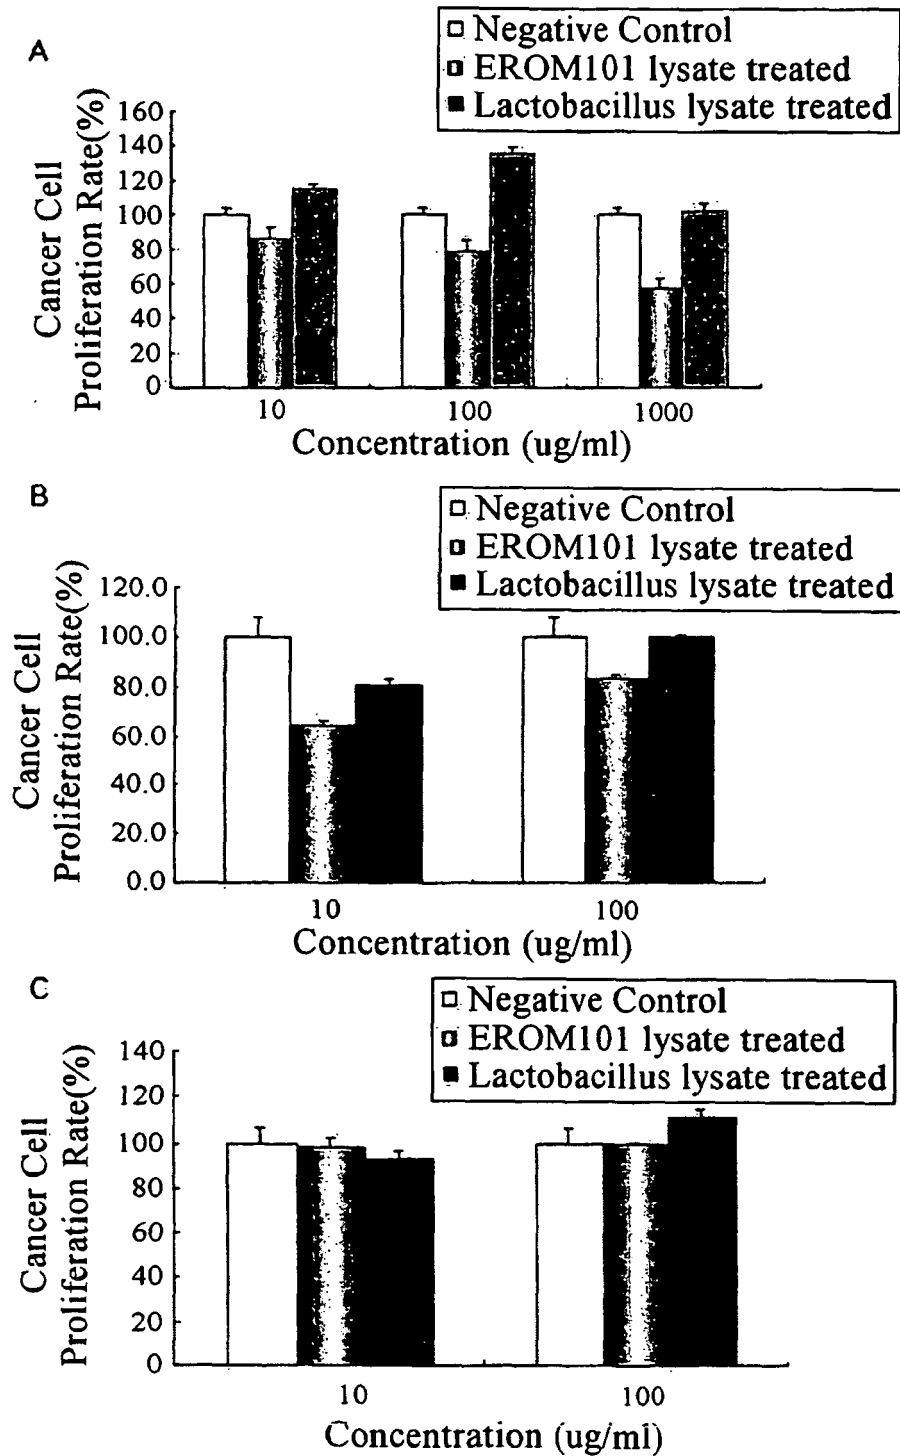 A
Negative Control
EROM101 lysate treated
Lactobacillus lysate treated
Cancer Cell
Proliferation Rate(%)
160
140
120
100
80
60
40
20
0
10 100 1000
Concentration (ug/ml)
B
Negative Control
EROM101 lysate treated
Lactobacillus lysate treated
Cancer Cell
Proliferation Rate(%)
120.0
100.0
80.0
60.0
40.0
20.0
0.0
10 100
Concentration (ug/ml)
C
Negative Control
EROM101 lysate treated
Lactobacillus lysate treated
Cancer Cell
Proliferation Rate(%)
140
120
100
80
60
40
20
0
10 100
Concentration (ug/ml)